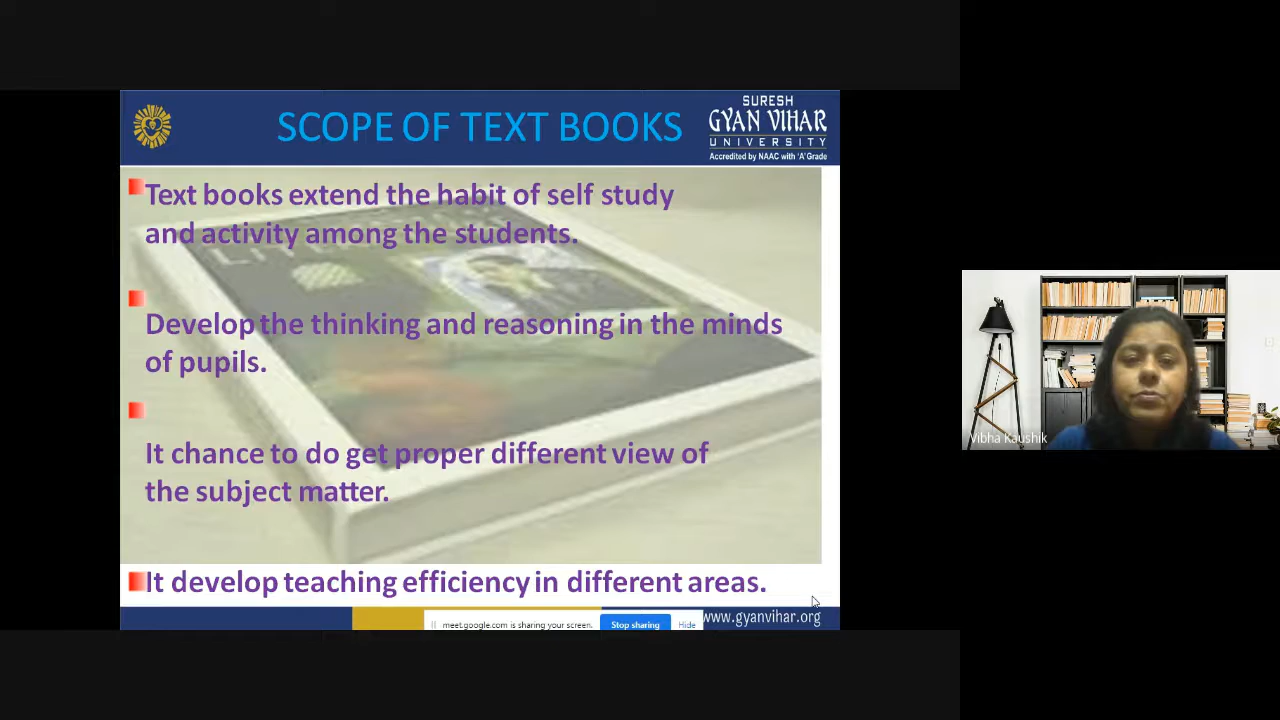 SCOPE OF TEXT BOOKS
SURESH
GYAN VIHAR
UNIVERSITY
Accredited by NAAC with 'A' Grade
Text books extend the habit of self study
and activity among the students.
Develop the thinking and reasoning in the minds
of pupils.
It chance to do get proper different view of
the subject matter.
It develop teaching efficiency in different areas.
meet.google.com is sharing your screen.
Stop sharing
Hide
www.gyanvihar.org
Vibha Kaushik